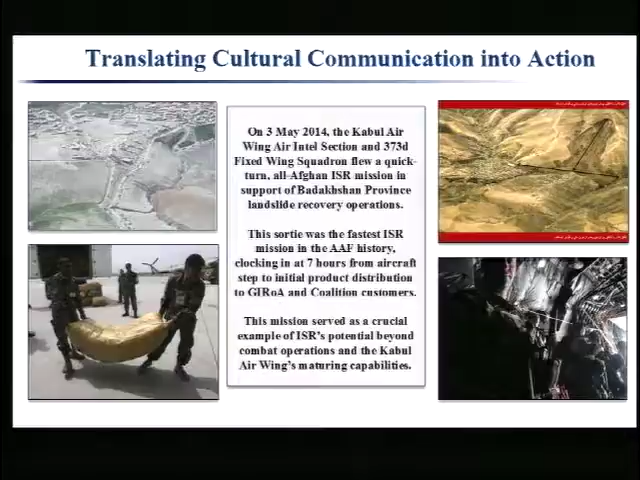 Translating Cultural Communication into Action
On 3 May 2014, the Kabul Air
Wing Air Intel Section and 373d
Fixed Wing Squadron flew a quick-
turn, all-Afghan ISR mission in
support of Badakhshan Province
landslide recovery operations.
This sortie was the fastest ISR
mission in the AAF history,
clocking in at 7 hours from aircraft
step to initial product distribution
to GIRoA and Coalition customers.
This mission served as a crucial
example of ISR's potential beyond
combat operations and the Kabul
Air Wing's maturing capabilities.